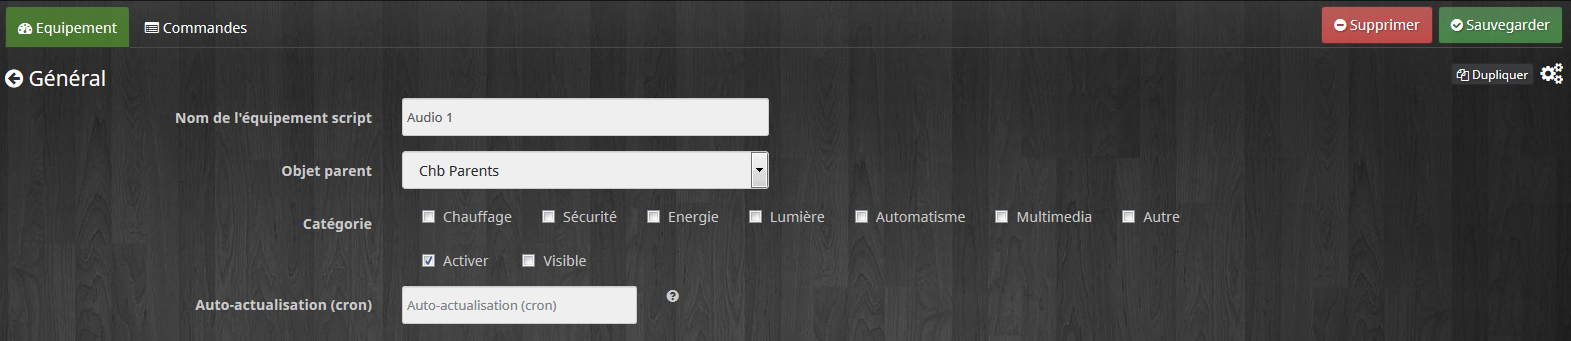 Equipement Commandes Supprimer Sauvegarder
Général Dupliquer
Nom de l'équipement script Audio 1
Objet parent Chb Parents
Catégorie Chauffage Sécurité Energie Lumière Automatisme Multimedia Autre
Activer Visible
Auto-actualisation (cron) Auto-actualisation (cron) ?